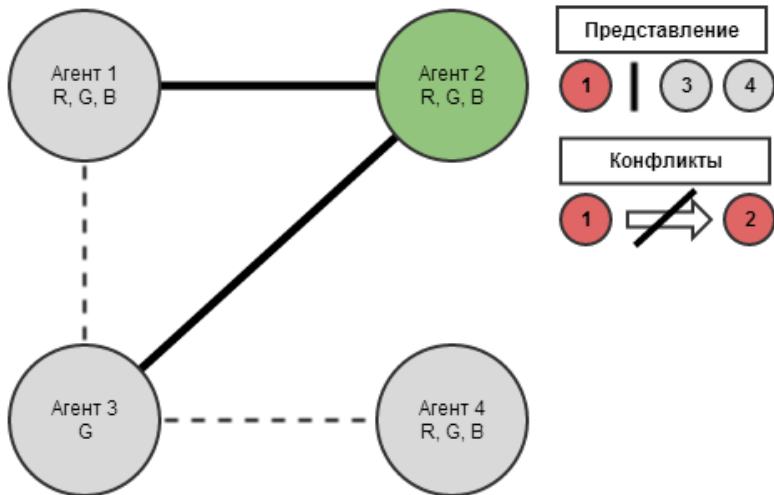 Агент 1
R, G, B
Агент 2
R, G, B
Агент 3
G
Агент 4
R, G, B
Представление
1
3
4
Конфликты
1
2